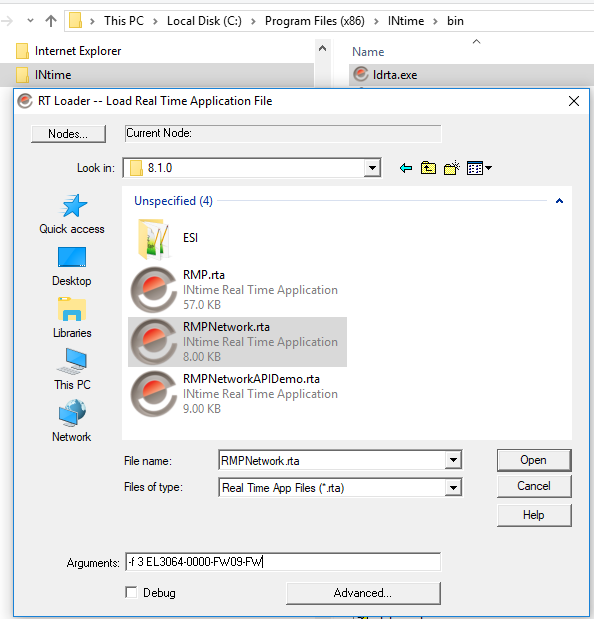 This PC > Local Disk (C:) > Program Files (x86) > INtime > bin
Internet Explorer
INtime
Name
ldrta.exe
RT Loader -- Load Real Time Application File
Nodes...
Current Node:
Look in:
8.1.0
Quick access
Desktop
Libraries
This PC
Network
Unspecified (4)
ESI
RMP.rta
INtime Real Time Application
57.0 KB
RMPNetwork.rta
INtime Real Time Application
8.00 KB
RMPNetworkAPIDemo.rta
INtime Real Time Application
9.00 KB
File name:
RMPNetwork.rta
Open
Files of type:
Real Time App Files (*.rta)
Cancel
Help
Arguments:
-f 3 EL3064-0000-FW09-FW
Debug
Advanced...